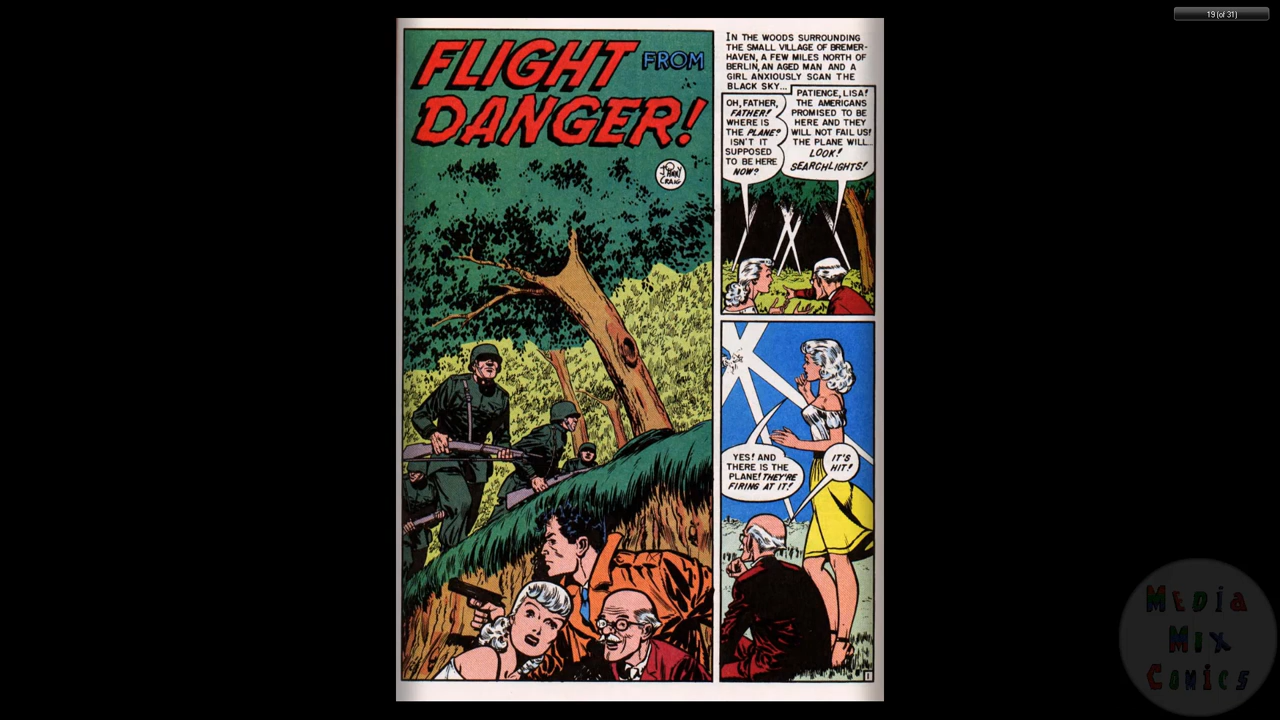 19 (of 31)
FLIGHT FROM
DANGER!
JOHNNY
CRAIG
IN THE WOODS SURROUNDING
THE SMALL VILLAGE OF BREMER-
HAVEN, A FEW MILES NORTH OF
BERLIN, AN AGED MAN AND A
GIRL ANXIOUSLY SCAN THE
BLACK SKY...
OH, FATHER,
FATHER!
WHERE IS
THE PLANE?
ISN'T IT
SUPPOSED
TO BE HERE
NOW?
PATIENCE, LISA!
THE AMERICANS
PROMISED TO BE
HERE AND THEY
WILL NOT FAIL US!
THE PLANE WILL...
LOOK!
SEARCHLIGHTS!
YES! AND
THERE IS THE
PLANE! THEY'RE
FIRING AT IT!
IT'S
HIT!
1
MEDIA
MIX
COMICS